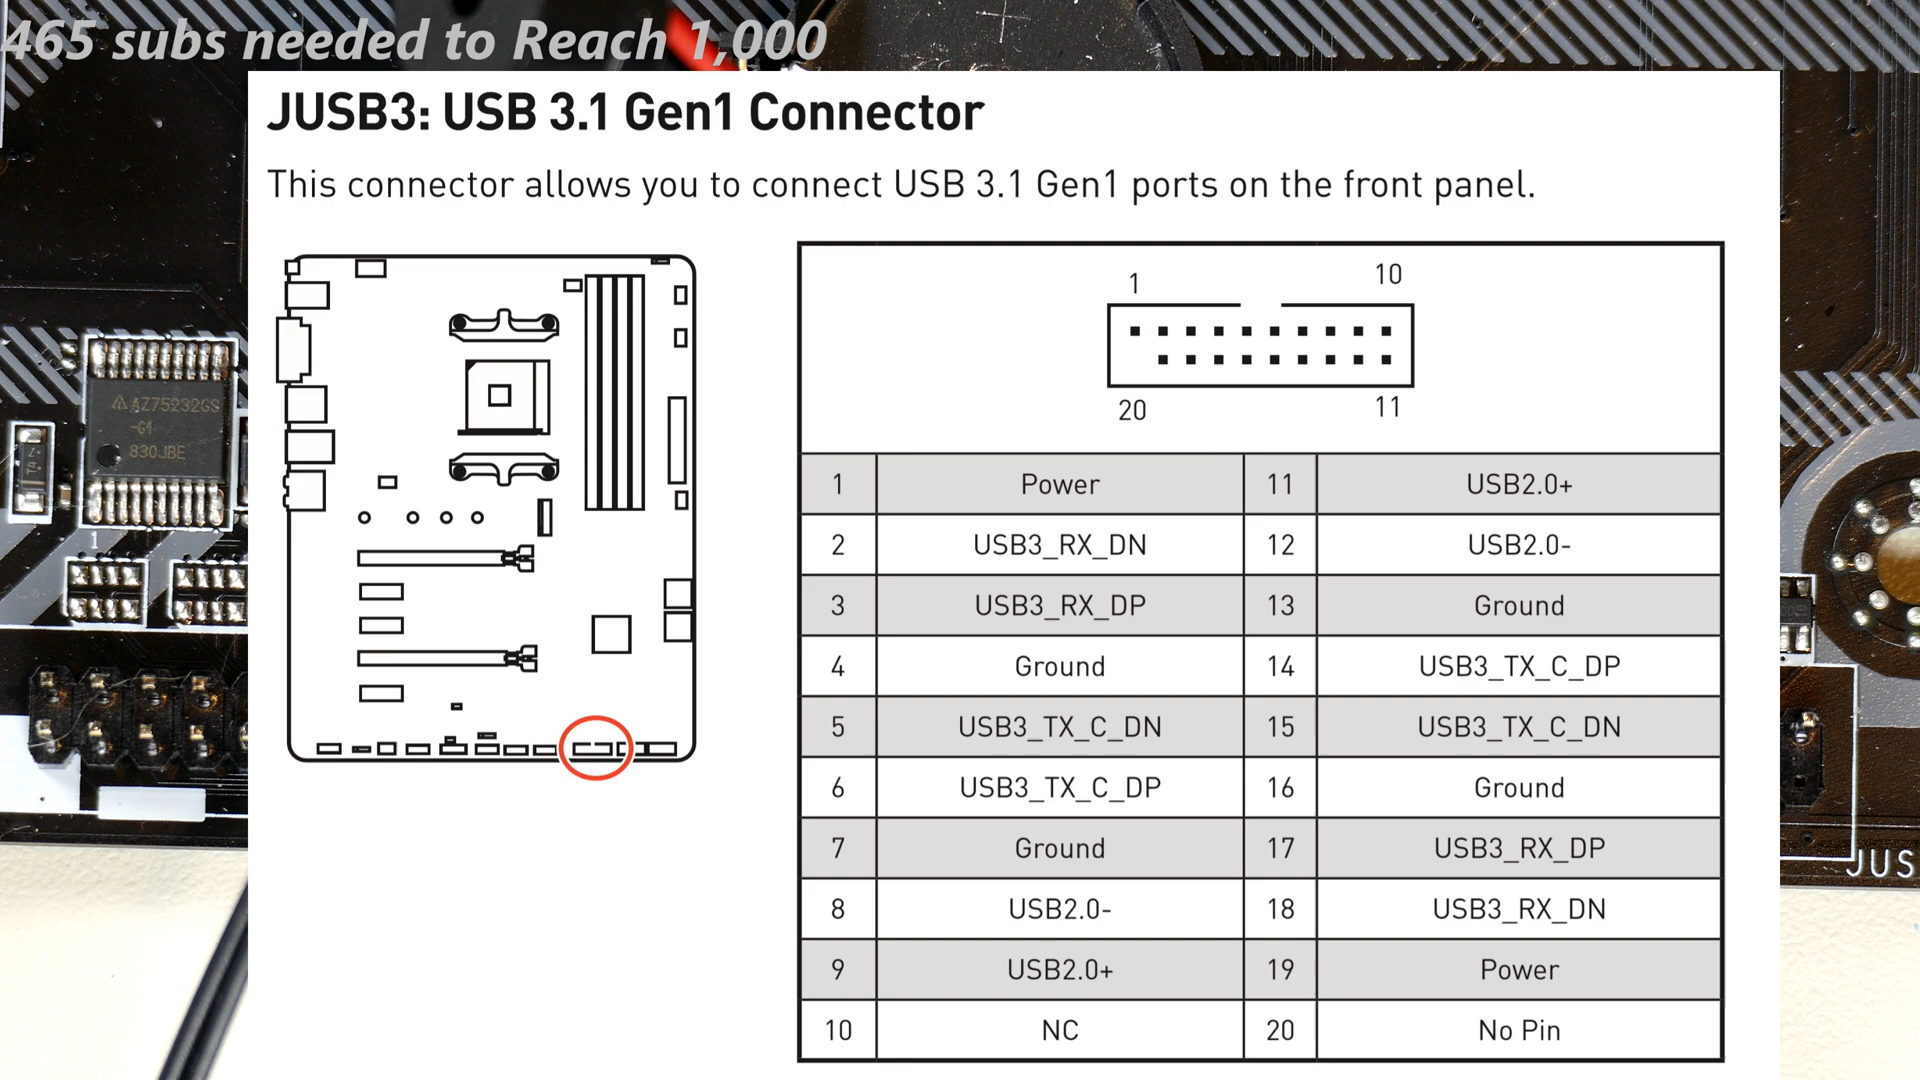 465 subs needed to Reach 1,000
JUSB3: USB 3.1 Gen1 Connector
This connector allows you to connect USB 3.1 Gen1 ports on the front panel.
1 10
20 11
1 Power 11 USB2.0+
2 USB3_RX_DN 12 USB2.0-
3 USB3_RX_DP 13 Ground
4 Ground 14 USB3_TX_C_DP
5 USB3_TX_C_DN 15 USB3_TX_C_DN
6 USB3_TX_C_DP 16 Ground
7 Ground 17 USB3_RX_DP
8 USB2.0- 18 USB3_RX_DN
9 USB2.0+ 19 Power
10 NC 20 No Pin
AZ75232GS
-G1
830JBE
1
T4
JUS